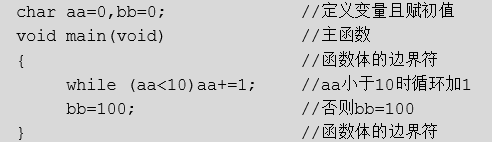 char aa=0,bb=0; //定义变量且赋初值
void main(void) //主函数
{ //函数体的边界符
while (aa<10)aa+=1; //aa小于10时循环加1
bb=100; //否则bb=100
} //函数体的边界符